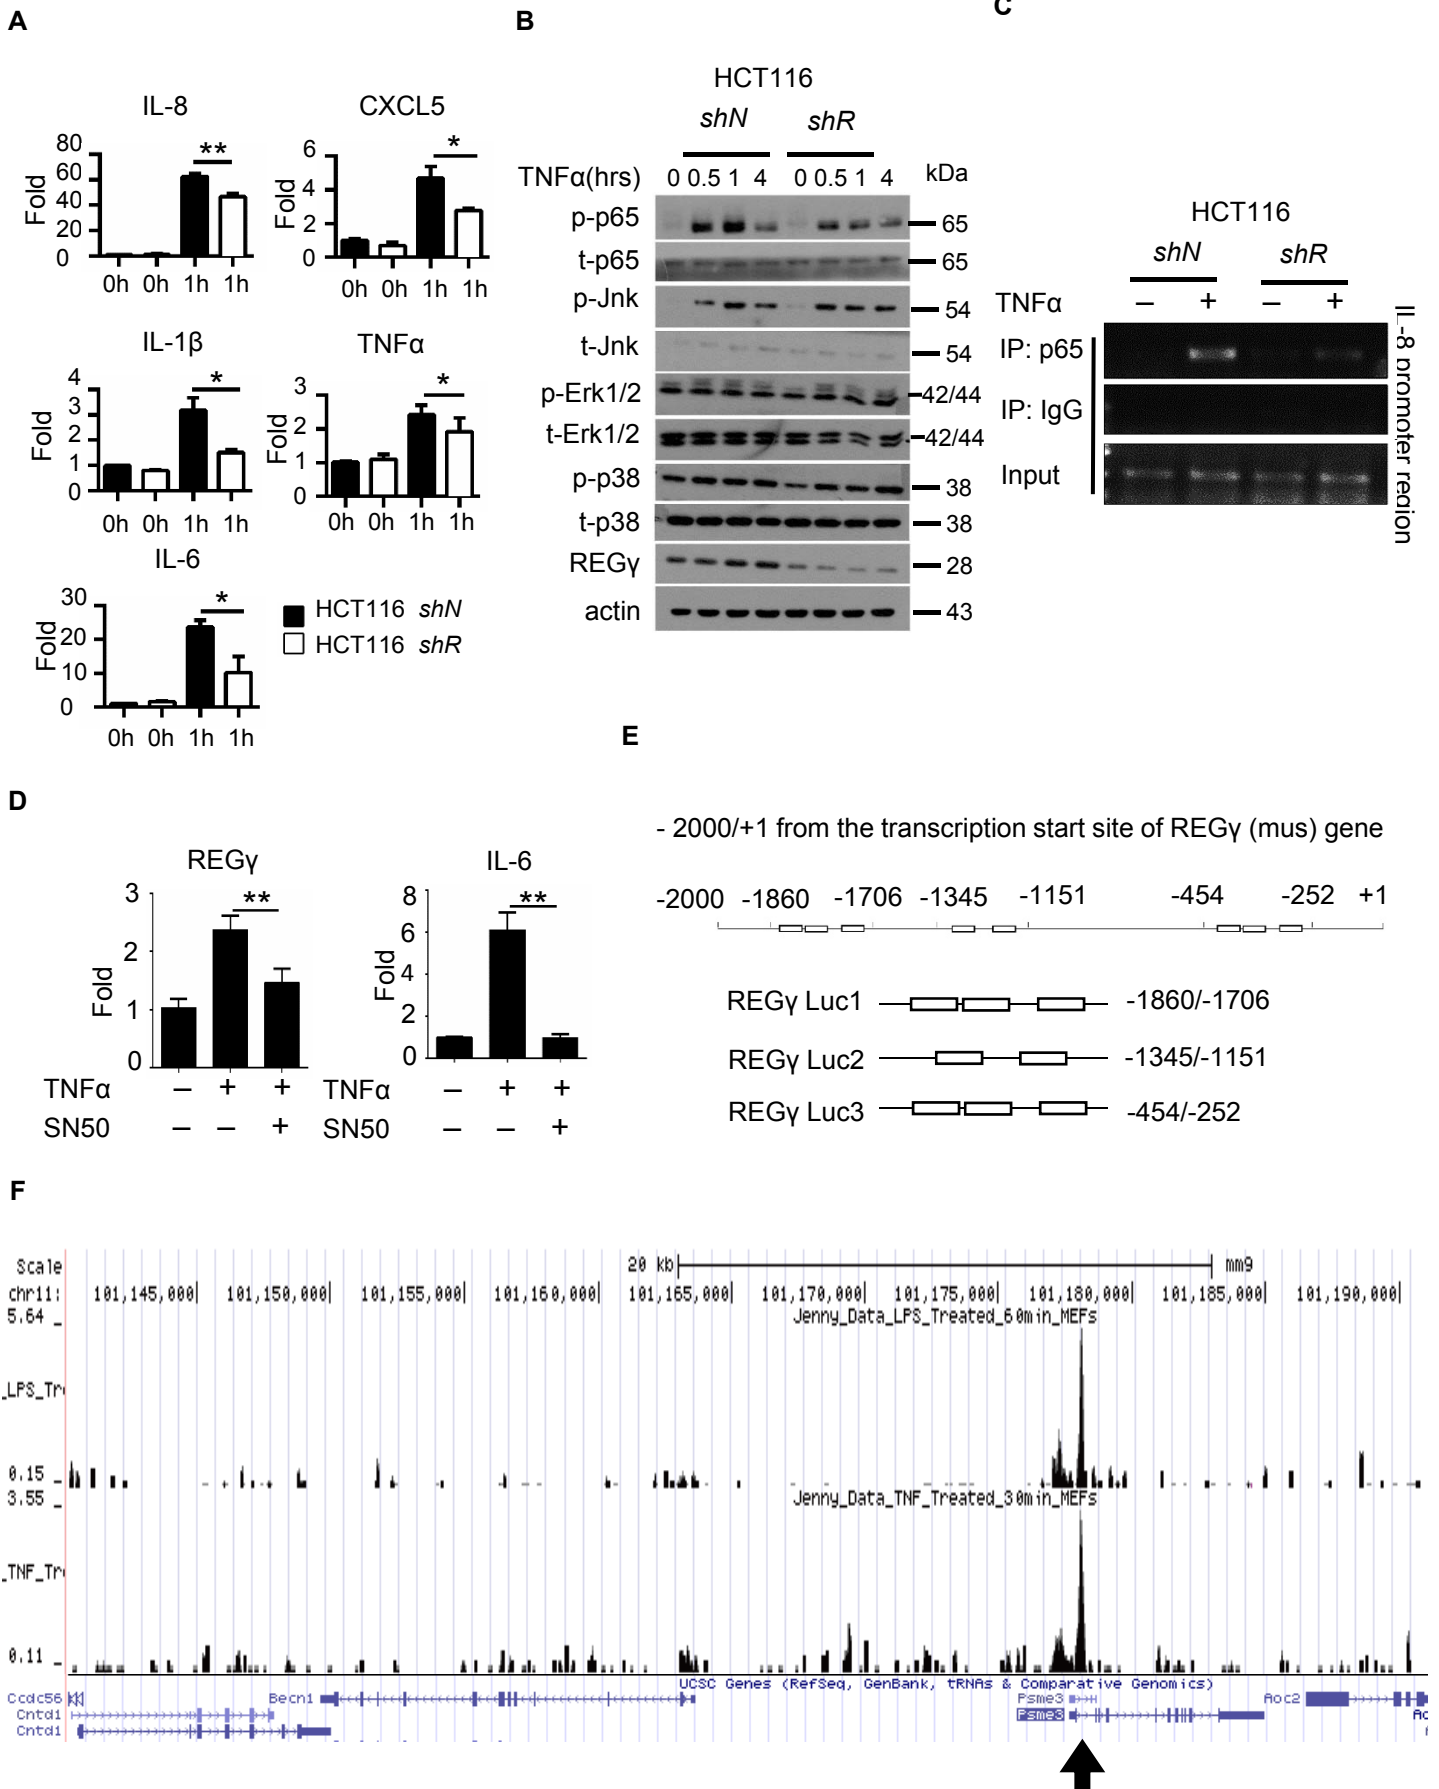 A
IL-8
Fold
80
60
40
20
0
**
0h 0h 1h 1h
CXCL5
Fold
6
4
2
0
*
0h 0h 1h 1h
IL-1β
Fold
4
3
2
1
0
*
0h 0h 1h 1h
TNFα
Fold
3
2
1
0
*
0h 0h 1h 1h
IL-6
Fold
30
20
10
0
*
0h 0h 1h 1h
HCT116 shN
HCT116 shR
B
HCT116
shN shR
TNFα(hrs) 0 0.5 1 4 0 0.5 1 4 kDa
p-p65 65
t-p65 65
p-Jnk 54
t-Jnk 54
p-Erk1/2 42/44
t-Erk1/2 42/44
p-p38 38
t-p38 38
REGγ 28
actin 43
C
HCT116
shN shR
TNFα – + – +
IP: p65
IP: IgG
Input
IL-8 promoter region
D
REGγ
Fold
3
2
1
0
**
TNFα – + +
SN50 – – +
IL-6
Fold
8
6
4
2
0
**
TNFα – + +
SN50 – – +
E
- 2000/+1 from the transcription start site of REGγ (mus) gene
-2000 -1860 -1706 -1345 -1151 -454 -252 +1
REGγ Luc1 -1860/-1706
REGγ Luc2 -1345/-1151
REGγ Luc3 -454/-252
F
Scale 20 kb mm9
chr11: 101,145,000 101,150,000 101,155,000 101,160,000 101,165,000 101,170,000 101,175,000 101,180,000 101,185,000 101,190,000
Jenny_Data_LPS_Treated_60min_MEFs
5.64 _
_LPS_Tr
0.15 _
Jenny_Data_TNF_Treated_30min_MEFs
3.55 _
_TNF_Tr
0.11 _
UCSC Genes (RefSeq, GenBank, tRNAs & Comparative Genomics)
Ccdc56 Becn1 Psme3 Aoc2
Cntd1 Psme3
Cntd1